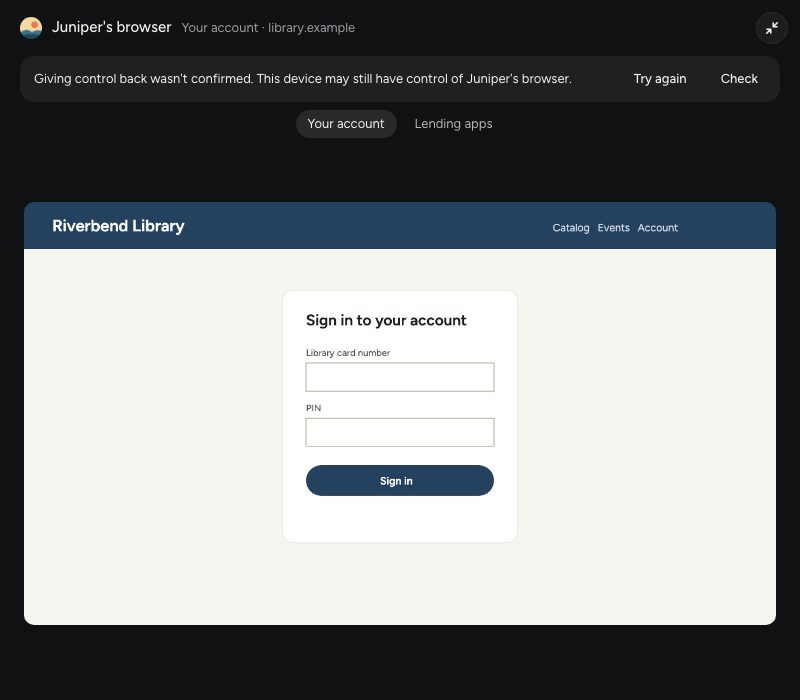 Juniper's browser Your account · library.example
Giving control back wasn't confirmed. This device may still have control of Juniper's browser. Try again Check
Your account Lending apps
Riverbend Library Catalog Events Account
Sign in to your account
Library card number
PIN
Sign in